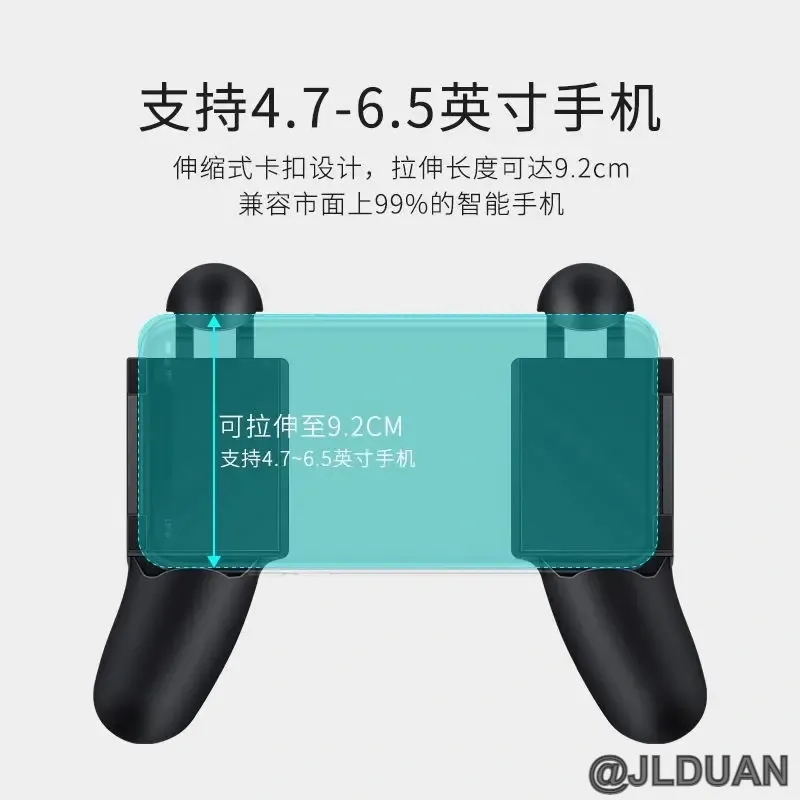 支持4.7-6.5英寸手机
伸缩式卡扣设计，拉伸长度可达9.2cm
兼容市面上99%的智能手机
可拉伸至9.2CM
支持4.7~6.5英寸手机
@JLDUAN